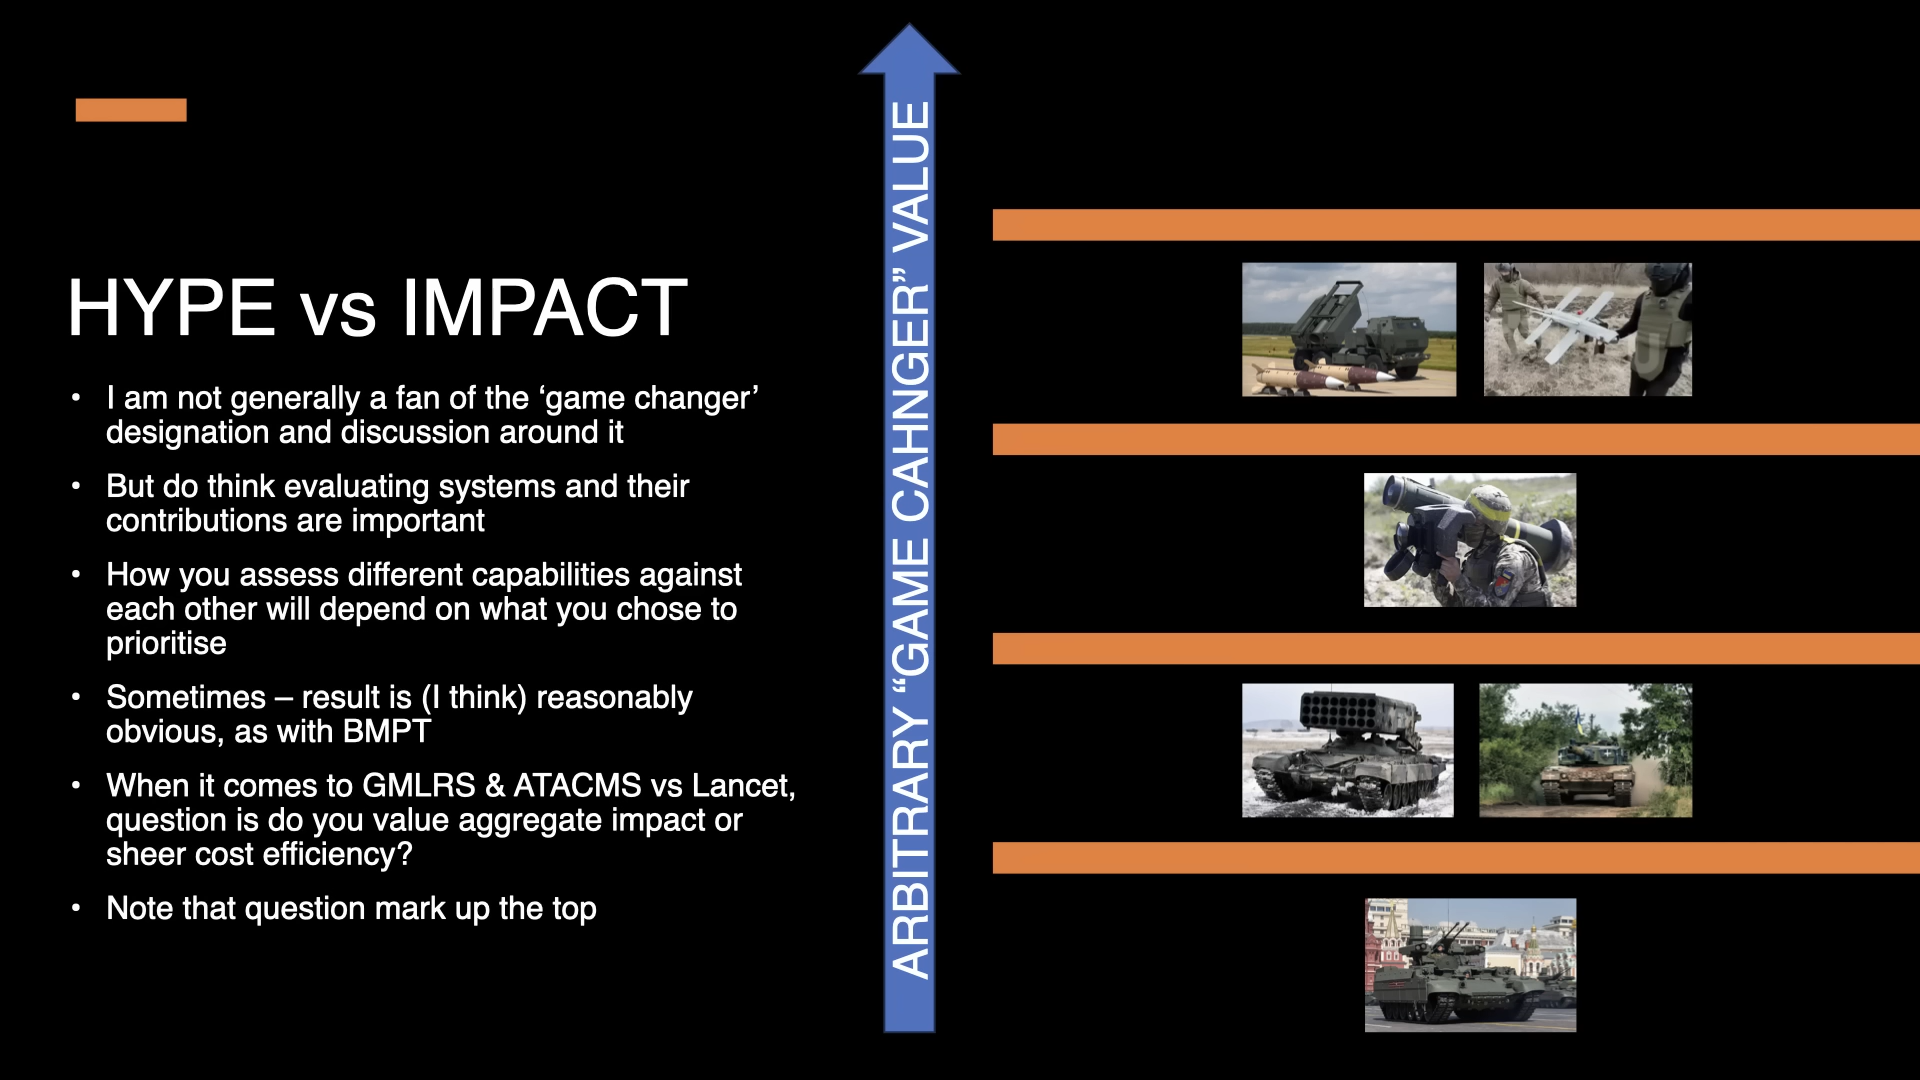 HYPE vs IMPACT
• I am not generally a fan of the ‘game changer’
designation and discussion around it
• But do think evaluating systems and their
contributions are important
• How you assess different capabilities against
each other will depend on what you chose to
prioritise
• Sometimes – result is (I think) reasonably
obvious, as with BMPT
• When it comes to GMLRS & ATACMS vs Lancet,
question is do you value aggregate impact or
sheer cost efficiency?
• Note that question mark up the top
ARBITRARY “GAME CAHNGER” VALUE